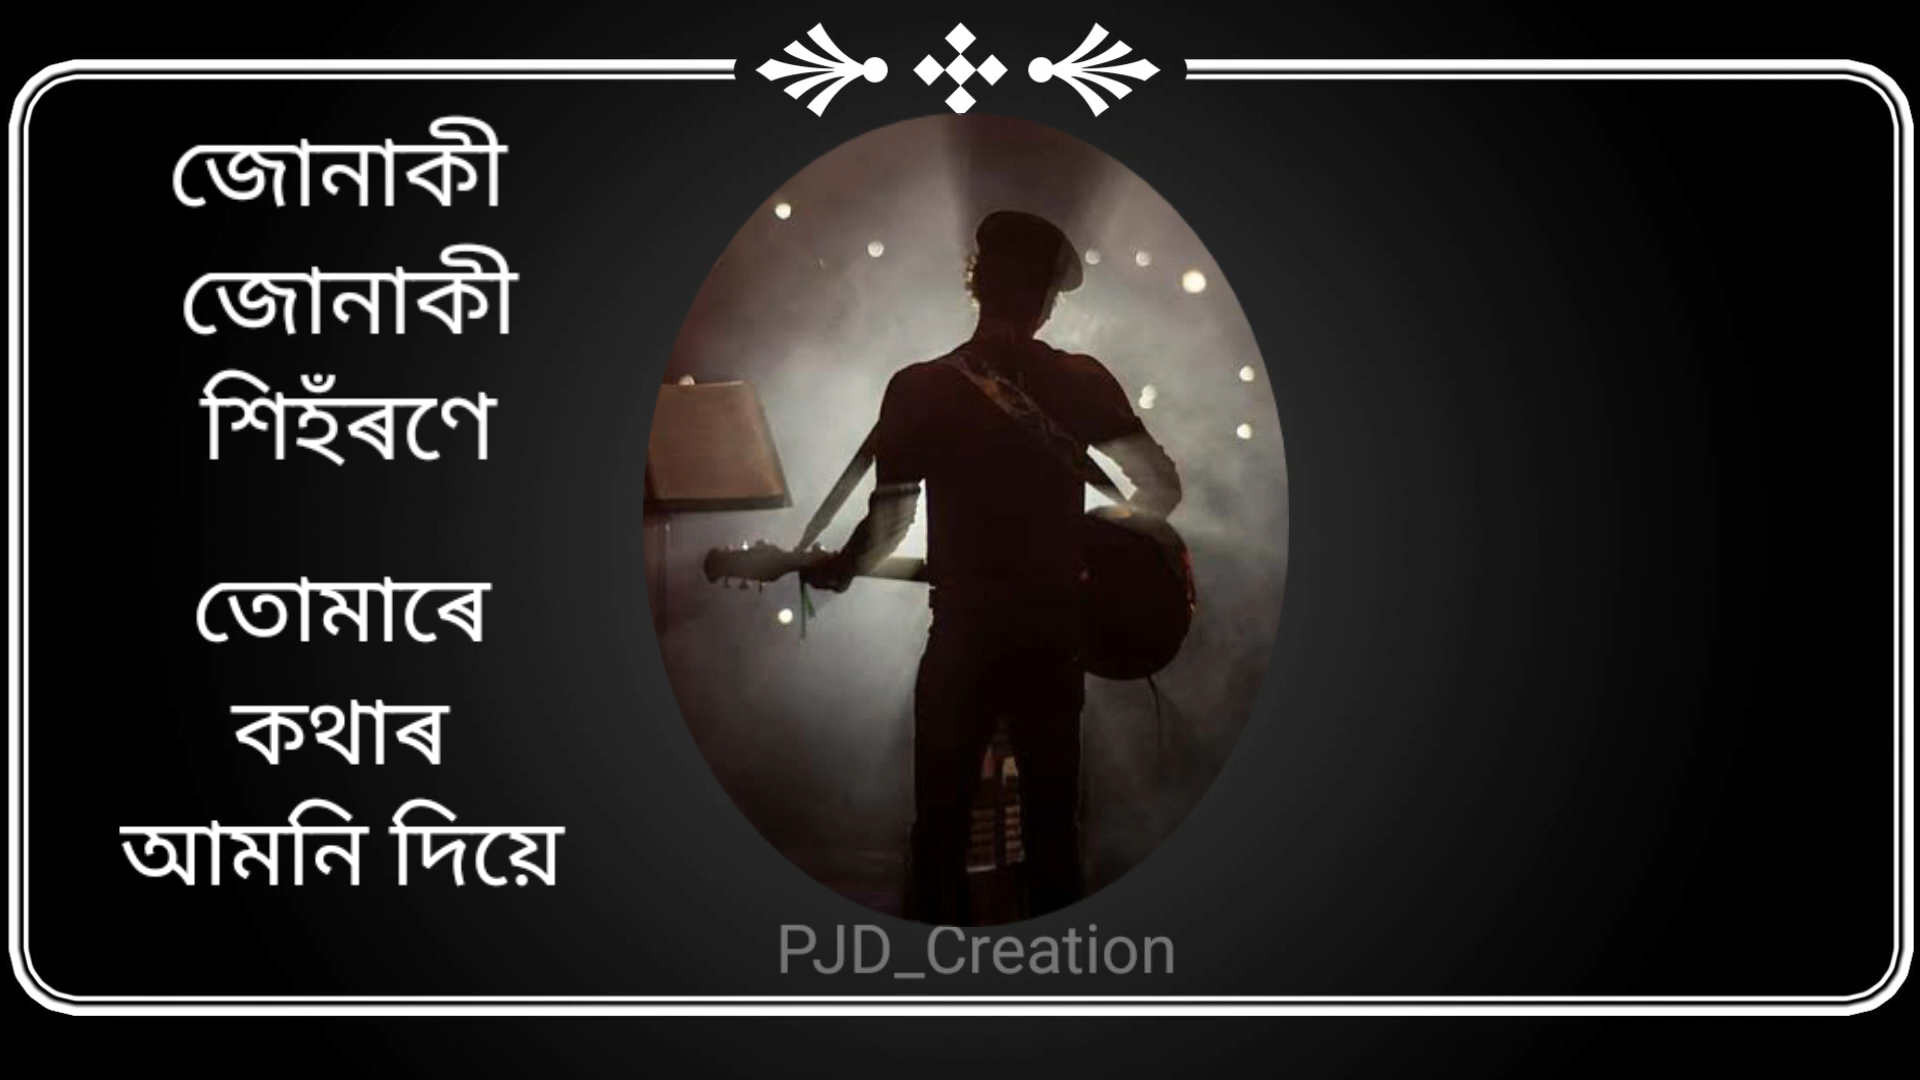 জোনাকী
জোনাকী
শিহঁৰণে
তোমাৰে
কথাৰ
আমনি দিয়ে
PJD_Creation